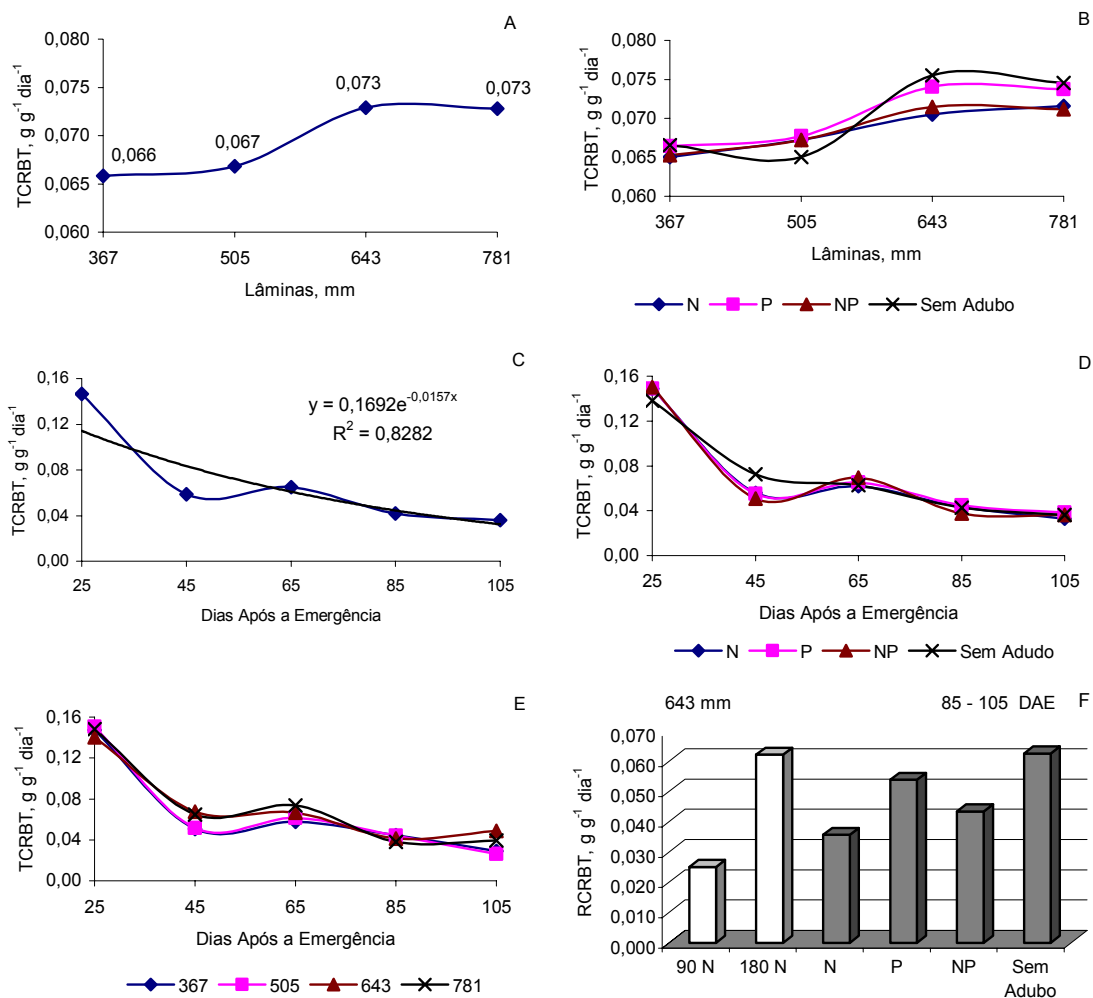 A
TCRBT, g g-1 dia-1
0,080
0,075
0,070
0,065
0,060
0,066
0,067
0,073
0,073
367 505 643 781
Lâminas, mm
B
TCRBT, g g-1 dia-1
0,080
0,075
0,070
0,065
0,060
367 505 643 781
Lâminas, mm
N P NP Sem Adubo
C
TCRBT, g g-1 dia-1
0,16
0,12
0,08
0,04
0,00
y = 0,1692e-0,0157x
R2 = 0,8282
25 45 65 85 105
Dias Após a Emergência
D
TCRBT, g g-1 dia-1
0,16
0,12
0,08
0,04
0,00
25 45 65 85 105
Dias Após a Emergência
N P NP Sem Adudo
E
TCRBT, g g-1 dia-1
0,16
0,12
0,08
0,04
0,00
25 45 65 85 105
Dias Após a Emergência
367 505 643 781
643 mm 85 - 105 DAE F
RCRBT, g g-1 dia-1
0,070
0,060
0,050
0,040
0,030
0,020
0,010
0,000
90 N 180 N N P NP Sem
Adubo